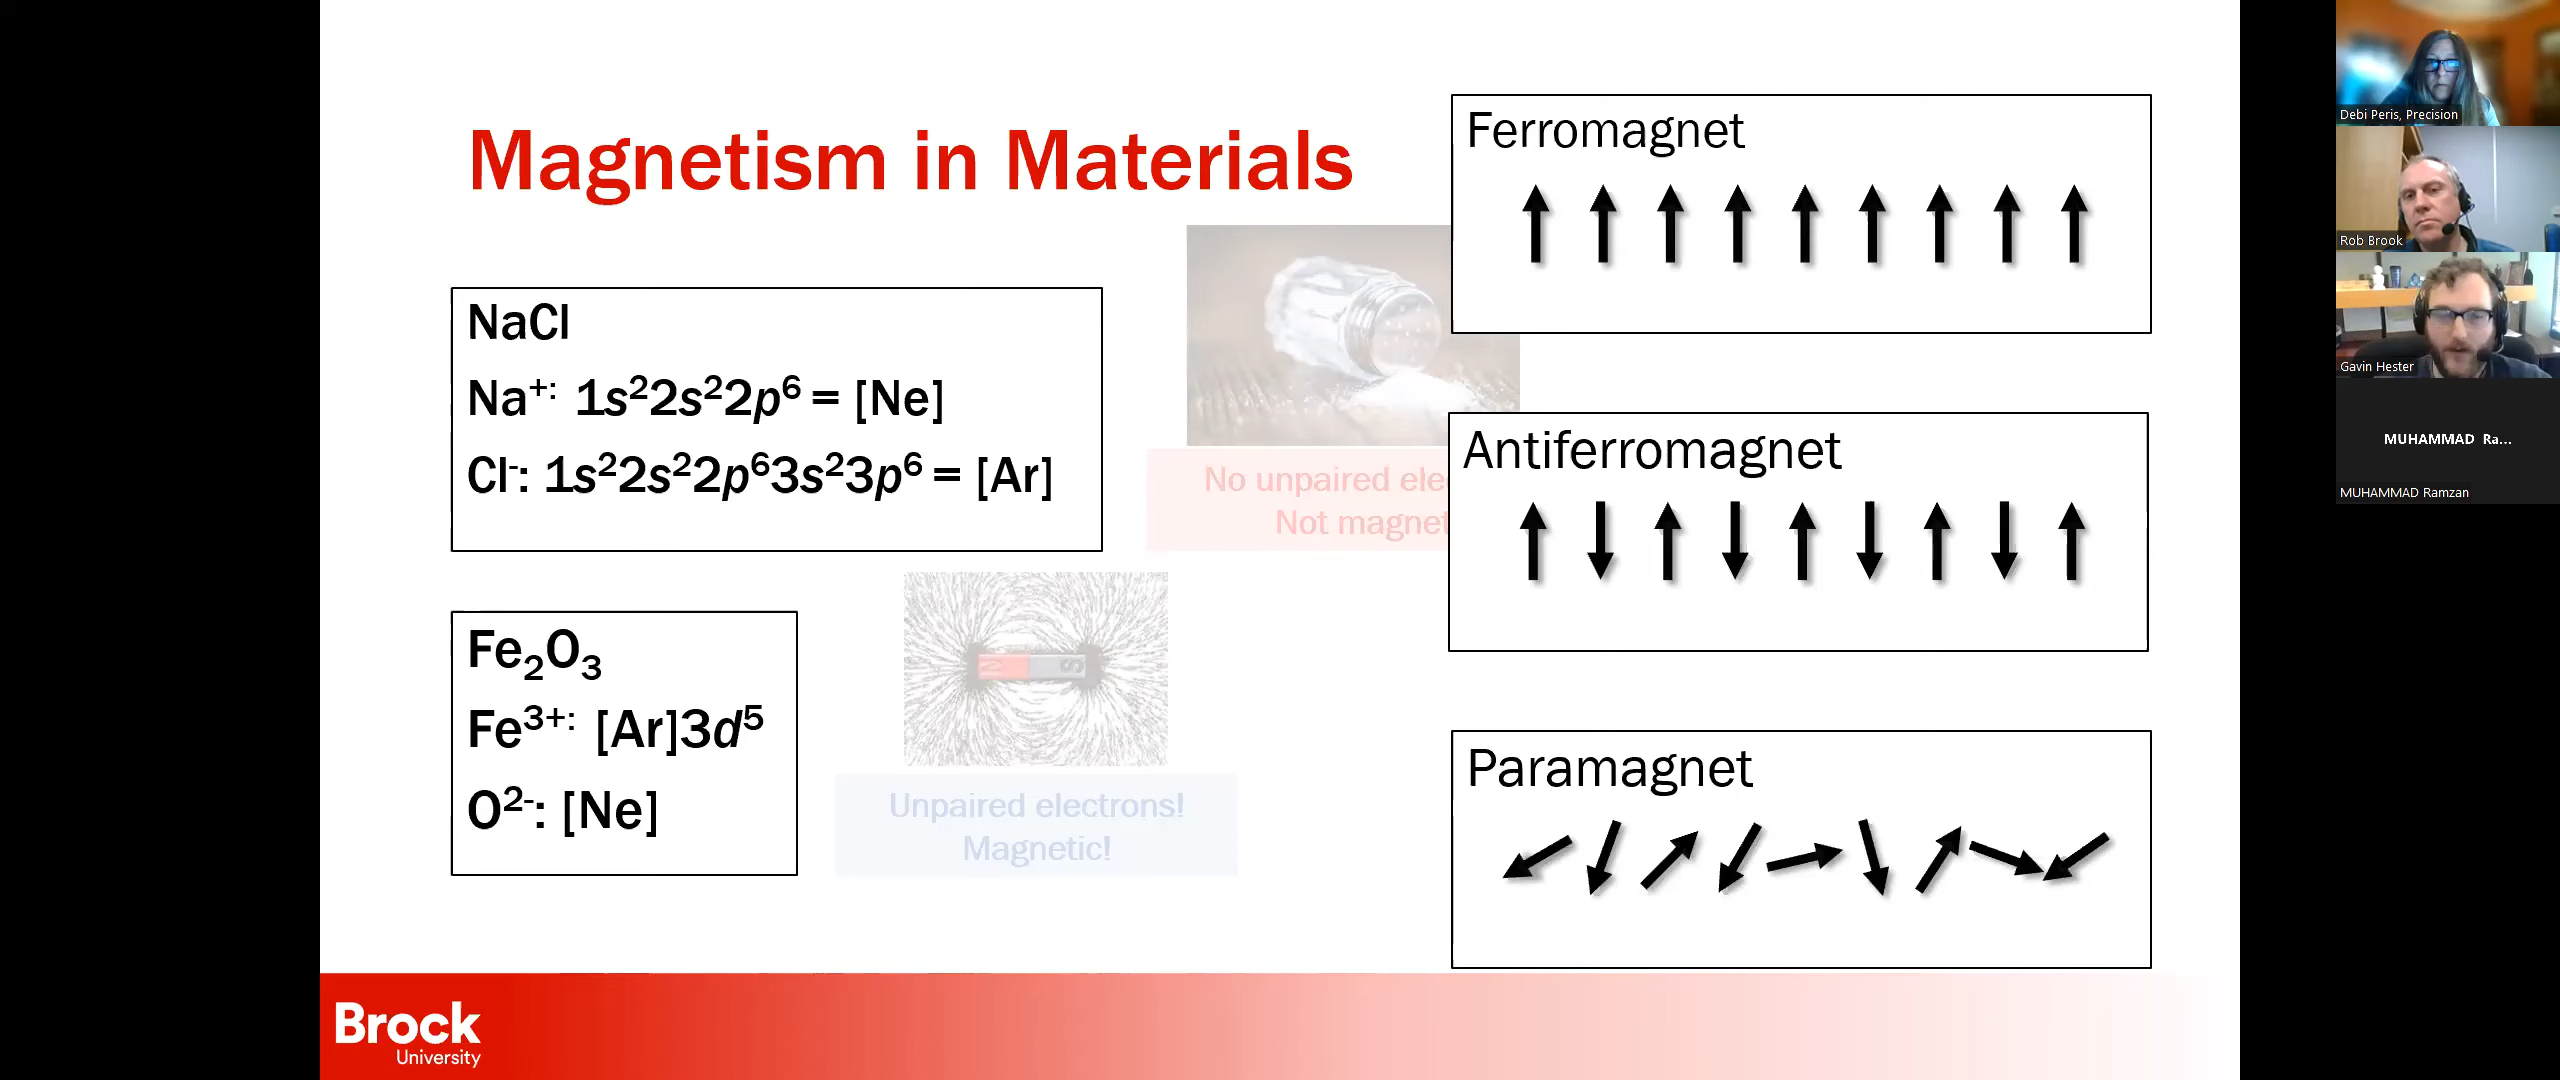 Magnetism in Materials
NaCl
Na⁺: 1s²2s²2p⁶ = [Ne]
Cl⁻: 1s²2s²2p⁶3s²3p⁶ = [Ar]
No unpaired ele
Not magnet
Fe₂O₃
Fe³⁺: [Ar]3d⁵
O²⁻: [Ne]
N S
Unpaired electrons!
Magnetic!
Ferromagnet
Antiferromagnet
Paramagnet
Brock
University
Debi Peris, Precision
Rob Brook
Gavin Hester
MUHAMMAD Ra...
MUHAMMAD Ramzan